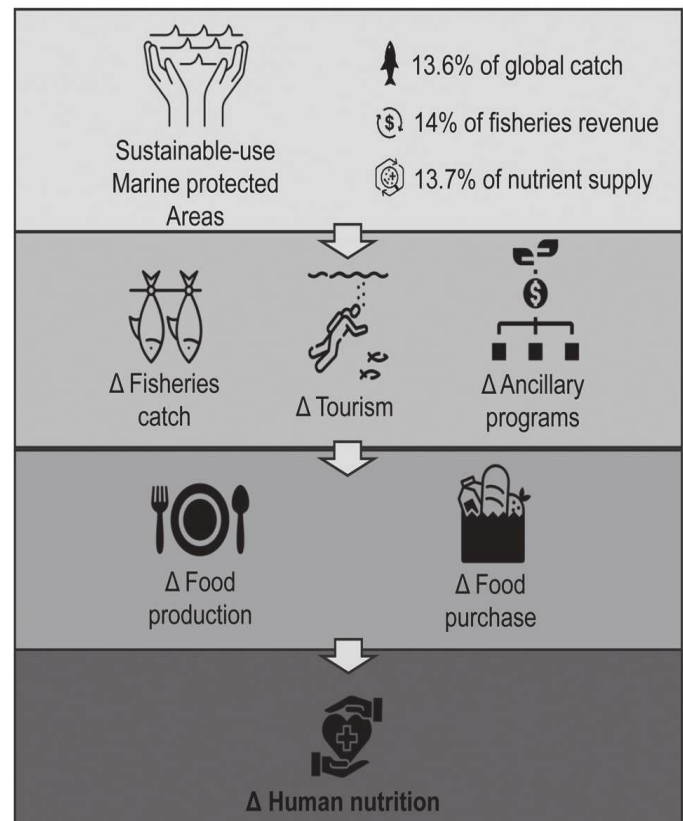 Sustainable-use
Marine protected
Areas
13.6% of global catch
$ 14% of fisheries revenue
13.7% of nutrient supply
Δ Fisheries
catch
Δ Tourism
$
Δ Ancillary
programs
Δ Food
production
Δ Food
purchase
Δ Human nutrition